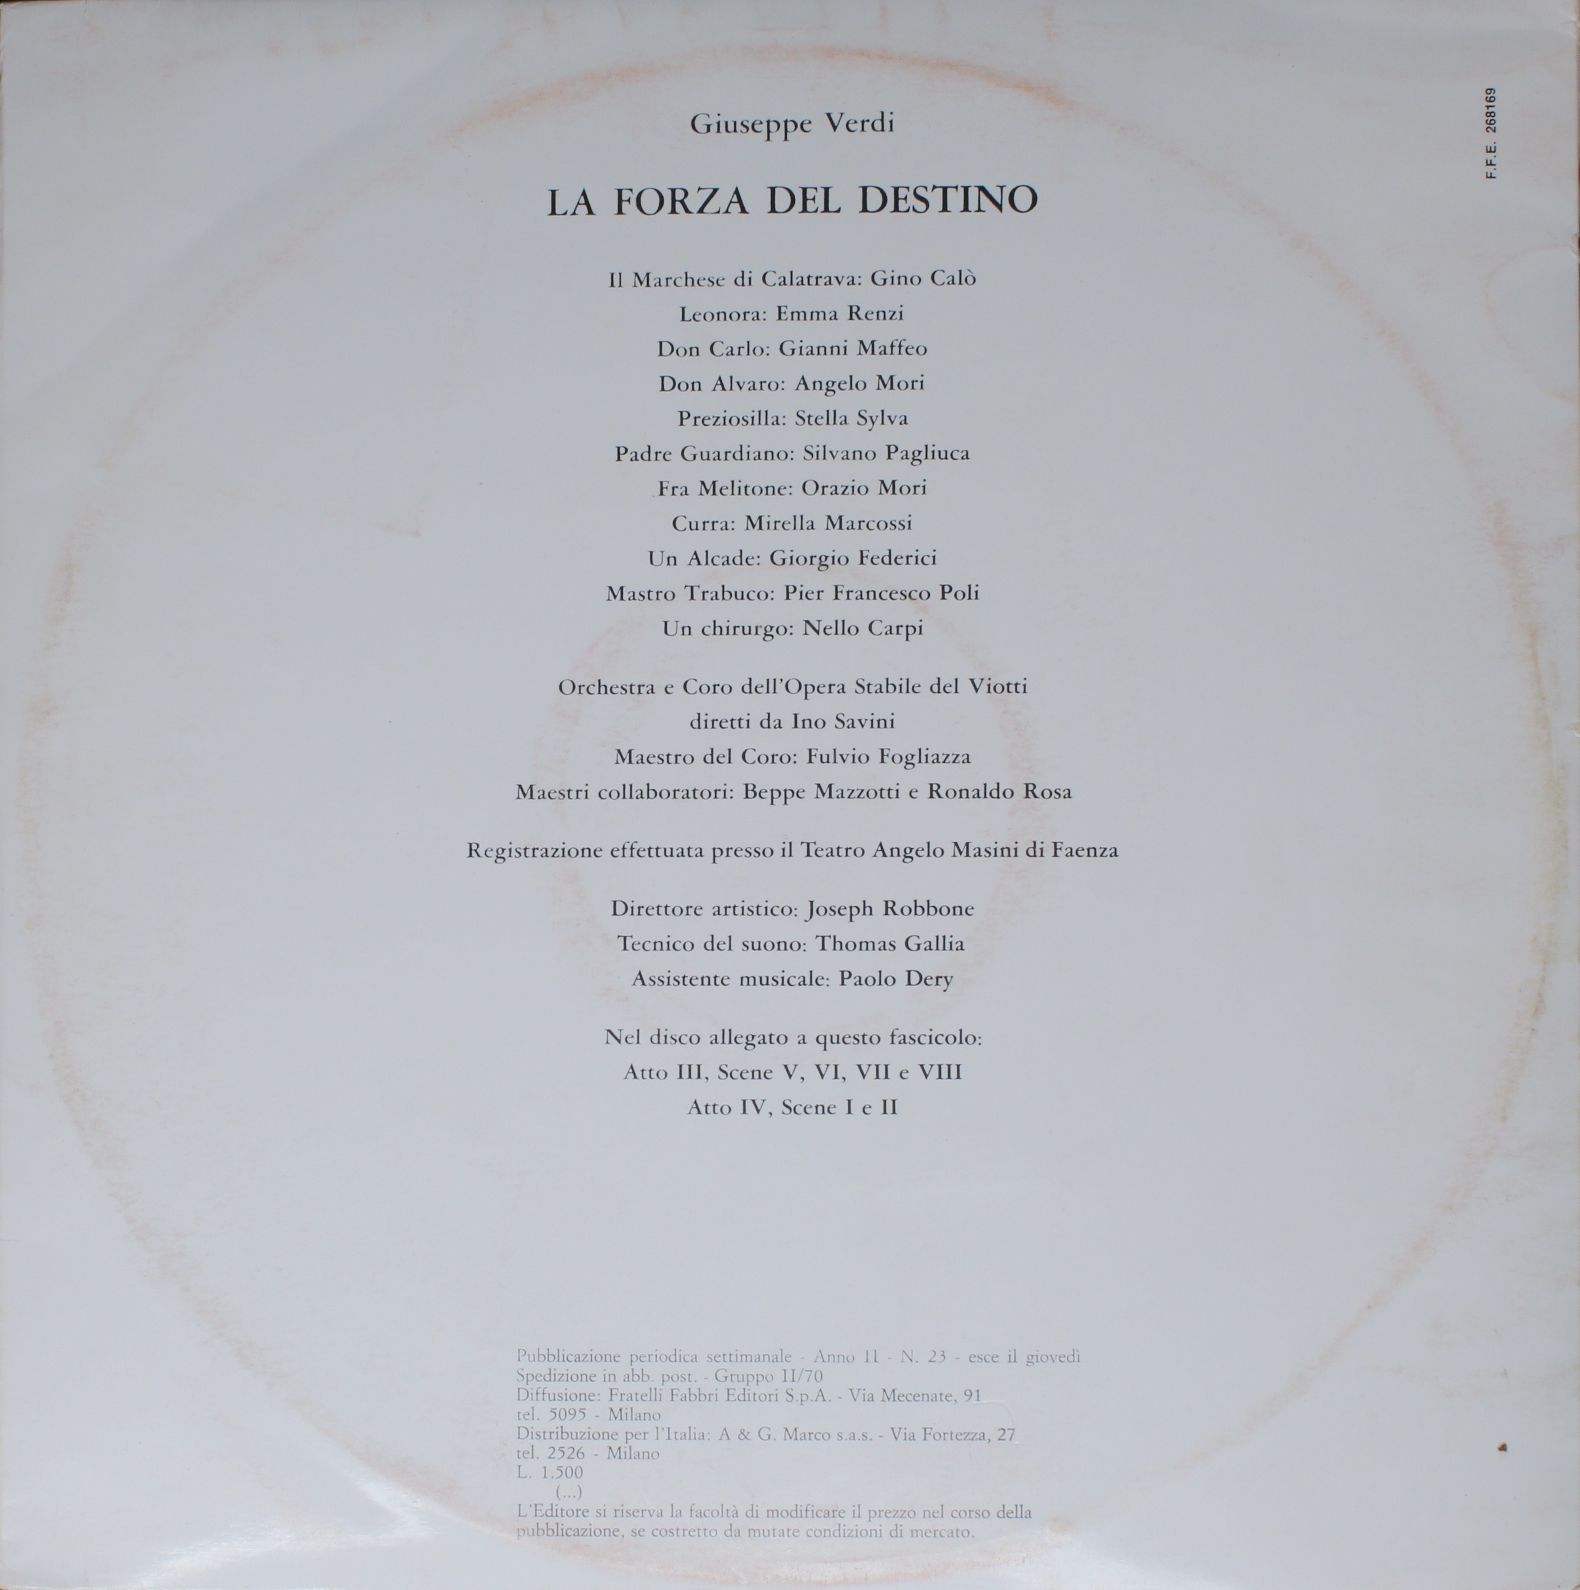 Giuseppe Verdi
LA FORZA DEL DESTINO
Il Marchese di Calatrava: Gino Calò
Leonora: Emma Renzi
Don Carlo: Gianni Maffeo
Don Alvaro: Angelo Mori
Preziosilla: Stella Sylva
Padre Guardiano: Silvano Pagliuca
Fra Melitone: Orazio Mori
Curra: Mirella Marcossi
Un Alcade: Giorgio Federici
Mastro Trabuco: Pier Francesco Poli
Un chirurgo: Nello Carpi
Orchestra e Coro dell'Opera Stabile del Viotti
diretti da Ino Savini
Maestro del Coro: Fulvio Fogliazza
Maestri collaboratori: Beppe Mazzotti e Ronaldo Rosa
Registrazione effettuata presso il Teatro Angelo Masini di Faenza
Direttore artistico: Joseph Robbone
Tecnico del suono: Thomas Gallia
Assistente musicale: Paolo Dery
Nel disco allegato a questo fascicolo:
Atto III, Scene V, VI, VII e VIII
Atto IV, Scene I e II
Pubblicazione periodica settimanale - Anno II - N. 23 - esce il giovedì
Spedizione in abb. post. - Gruppo II/70
Diffusione: Fratelli Fabbri Editori S.p.A. - Via Mecenate, 91
tel. 5095 - Milano
Distribuzione per l'Italia: A & G. Marco s.a.s. - Via Fortezza, 27
tel. 2526 - Milano
L. 1.500
(...)
L'Editore si riserva la facoltà di modificare il prezzo nel corso della
pubblicazione, se costretto da mutate condizioni di mercato.
F.F.E. 268169